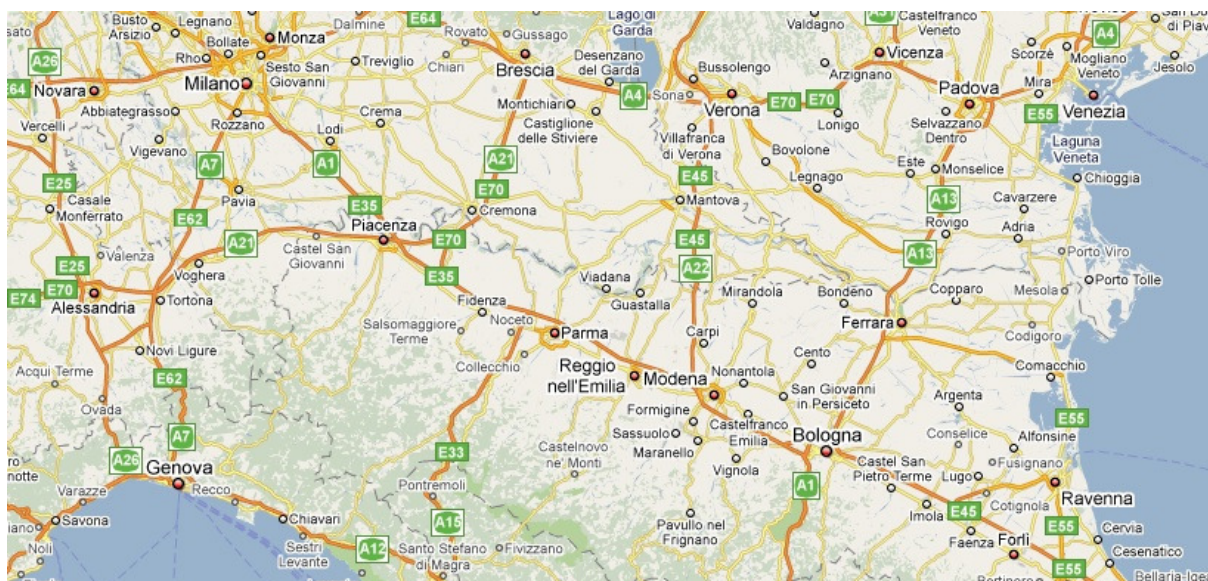 Busto
Arsizio
Legnano
Monza
Dalmine
E64
Rovato
Gussago
Lago di
Garda
Valdagno
Castelfranco
Veneto
A4
A26
Bollate
Rho
Sesto San
Giovanni
Treviglio
Chiari
Brescia
Desenzano
del Garda
Bussolengo
Arzignano
Vicenza
Scorzè
Mogliano
Veneto
Jesolo
E64
Novara
Milano
A4
Sona
Verona
E70
E70
Padova
Mira
Venezia
Abbiategrasso
Rozzano
Crema
Montichiari
Castiglione
delle Stiviere
Lonigo
Selvazzano
Dentro
E55
Vercelli
Vigevano
Lodi
Villafranca
di Verona
Bovolone
Laguna
Veneta
A7
A1
A21
Este
Monselice
E25
Casale
Monferrato
Pavia
E70
E45
Legnago
Chioggia
E62
E35
Cremona
Mantova
A13
Cavarzere
Piacenza
Rovigo
Adria
A21
Castel San
Giovanni
E70
E45
A13
Porto Viro
Valenza
Voghera
E25
E35
A22
Porto Tolle
E74
E70
Alessandria
Tortona
Viadana
Guastalla
Mirandola
Bondeno
Copparo
Mesola
Fidenza
Salsomaggiore
Terme
Noceto
Parma
Carpi
Ferrara
Codigoro
Novi Ligure
Collecchio
Reggio
nell'Emilia
Modena
Nonantola
Cento
Comacchio
Acqui Terme
E62
San Giovanni
in Persiceto
Argenta
Ovada
Formigine
Castelfranco
Emilia
E55
A7
Sassuolo
Maranello
Bologna
Conselice
Alfonsine
A26
Genova
E33
Castelnovo
ne' Monti
Vignola
Castel San
Pietro Terme
Lugo
Fusignano
Varazze
Recco
Pontremoli
A1
Cotignola
Ravenna
Savona
Chiavari
A15
Pavullo nel
Frignano
Imola
E45
E55
Cervia
Noli
Sestri
Levante
A12
Santo Stefano
di Magra
Fivizzano
Faenza
Forlì
Cesenatico
E55